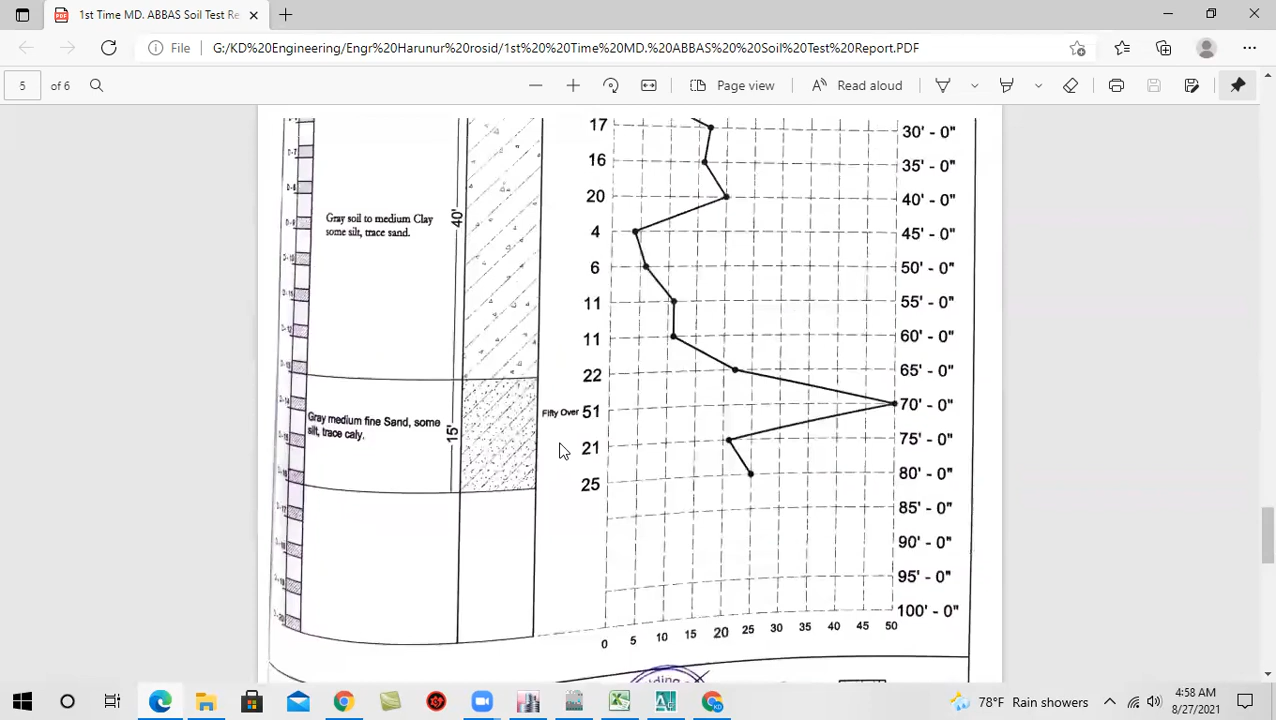 1st Time MD. ABBAS Soil Test Re
File
G:/KD%20Engineering/Engr%20Harunur%20rosid/1st%20%20Time%20MD.%20ABBAS%20%20Soil%20Test%20Report.PDF
5 of 6
Page view
Read aloud
17 30' - 0"
16 35' - 0"
20 40' - 0"
Gray soil to medium Clay
some silt, trace sand.
40'
4 45' - 0"
6 50' - 0"
11 55' - 0"
11 60' - 0"
22 65' - 0"
Gray medium fine Sand, some
silt, trace caly.
15'
Fifty Over 51 70' - 0"
21 75' - 0"
25 80' - 0"
85' - 0"
90' - 0"
95' - 0"
100' - 0"
0 5 10 15 20 25 30 35 40 45 50
78°F Rain showers
4:58 AM
8/27/2021